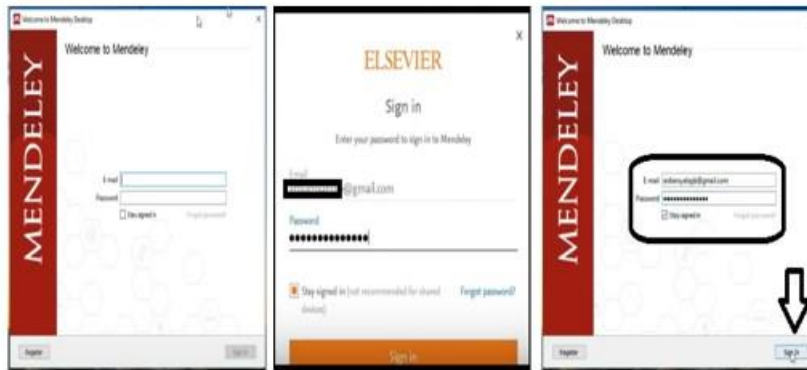 Welcome to Mendeley Desktop
MENDELEY
Welcome to Mendeley
E-mail
Password
Stay signed in
Forgot password?
Register
Sign In
ELSEVIER
Sign in
Enter your password to sign in to Mendeley
Email
@gmail.com
Password
Stay signed in (not recommended for shared
devices)
Forgot password?
Sign in
Welcome to Mendeley Desktop
MENDELEY
Welcome to Mendeley
E-mail
Password
Stay signed in
Forgot password?
Register
Sign In